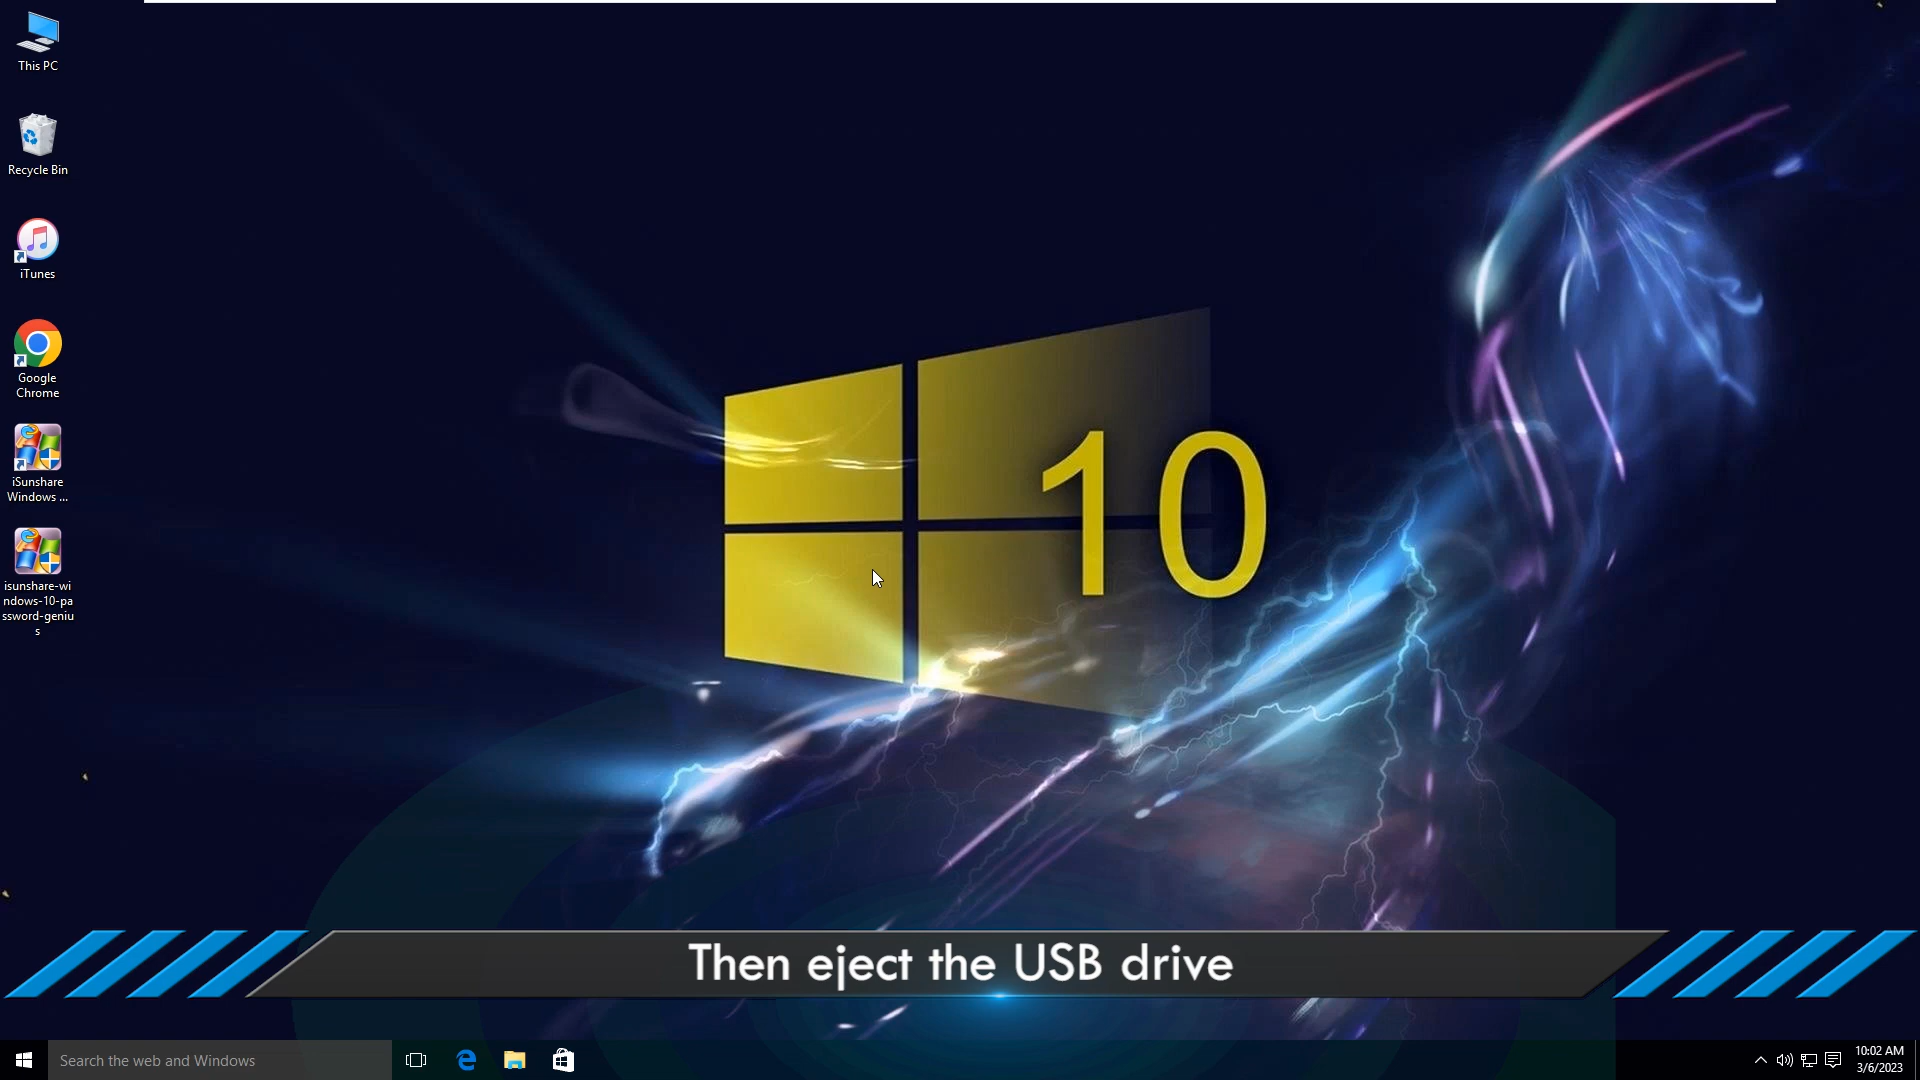 This PC
Recycle Bin
iTunes
Google
Chrome
iSunshare
Windows ...
isunshare-wi
ndows-10-pa
ssword-geniu
s
10
Then eject the USB drive
Search the web and Windows
10:02 AM
3/6/2023